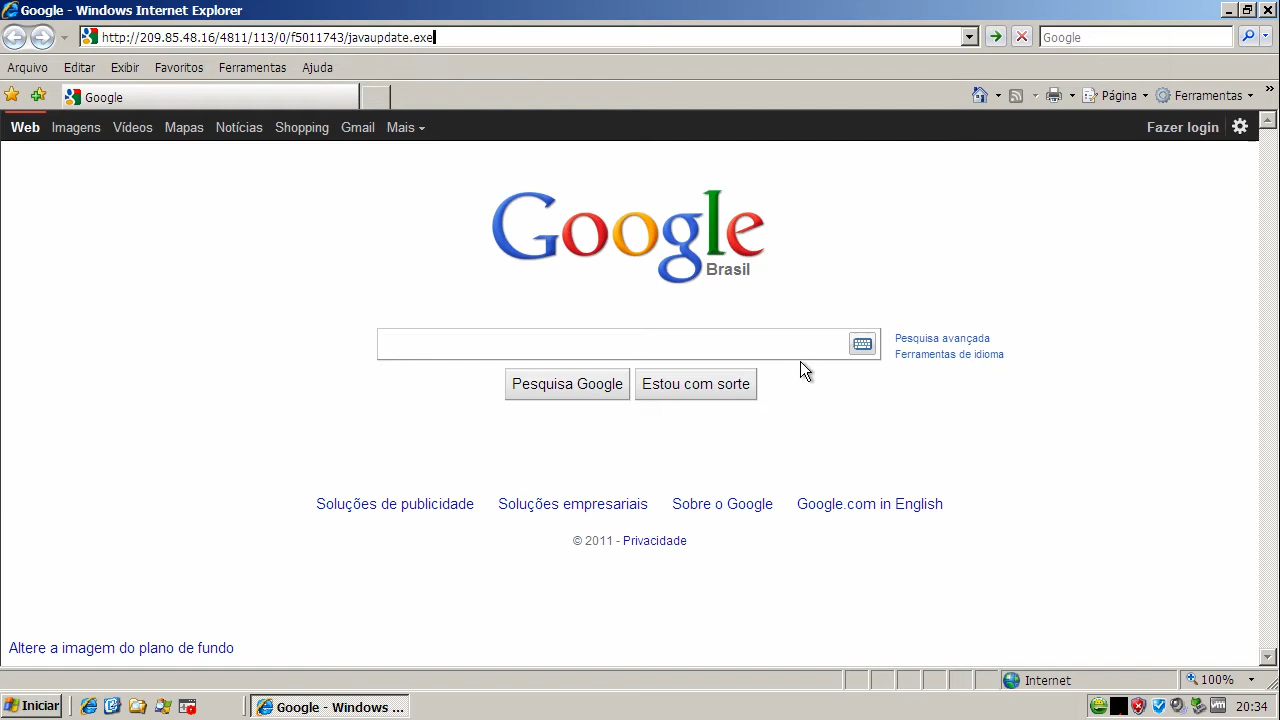 Google - Windows Internet Explorer
http://209.85.48.16/4811/113/0/f5011743/javaupdate.exe
Google
Arquivo Editar Exibir Favoritos Ferramentas Ajuda
Google
Página Ferramentas
Web Imagens Vídeos Mapas Notícias Shopping Gmail Mais
Fazer login
Google
Brasil
Pesquisa avançada
Ferramentas de idioma
Pesquisa Google Estou com sorte
Soluções de publicidade Soluções empresariais Sobre o Google Google.com in English
© 2011 - Privacidade
Altere a imagem do plano de fundo
Internet 100%
Iniciar Google - Windows ... 20:34